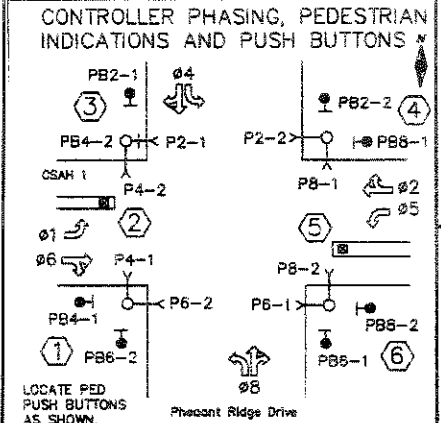 CONTROLLER PHASING, PEDESTRIAN
INDICATIONS AND PUSH BUTTONS N
PB2-1 ø4
3 PB2-2 4
PB4-2 P2-1 P2-2 PB8-1
CSAH 1 P4-2 P8-1 ø2
2 5 ø5
ø1
ø6 P4-1 P8-2
P6-2 P6-1
PB4-1 PB8-2
1 PB6-2 PB6-1 6
ø8
LOCATE PED
PUSH BUTTONS
AS SHOWN
Pheasant Ridge Drive